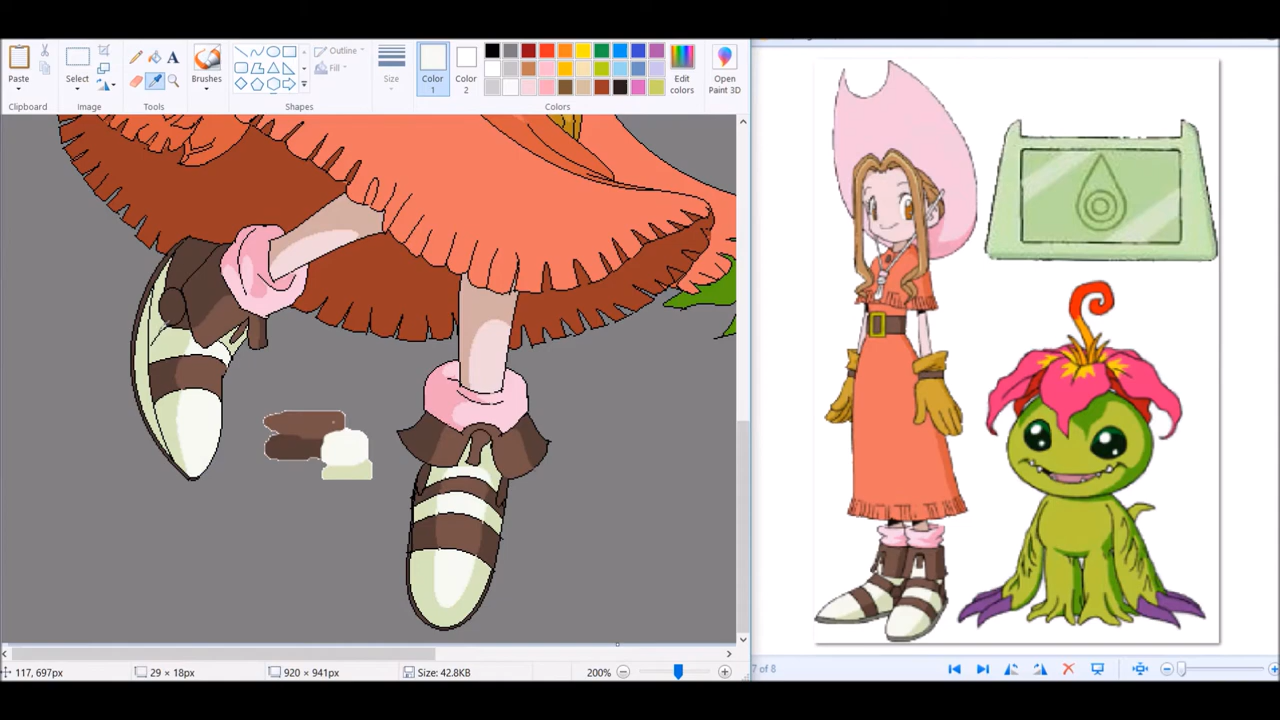 Paste
Select
Brushes
Outline
Fill
Size
Color
1
Color
2
Edit
colors
Open
Paint 3D
Clipboard
Image
Tools
Shapes
Colors
A
117, 697px
29 × 18px
920 × 941px
Size: 42.8KB
200%
7 of 8